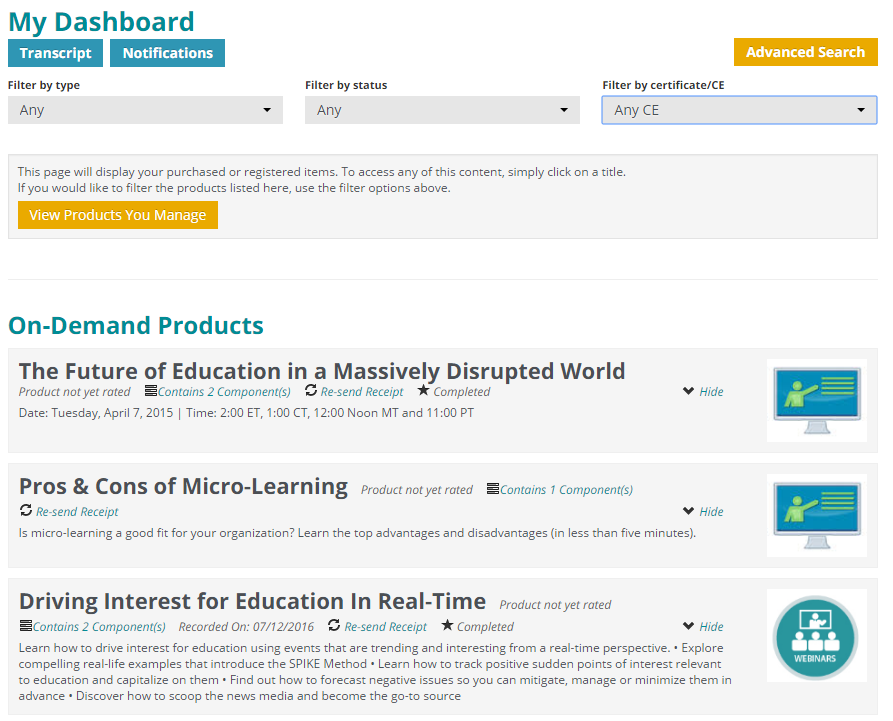 My Dashboard
Transcript Notifications Advanced Search
Filter by type Filter by status Filter by certificate/CE
Any Any Any CE
This page will display your purchased or registered items. To access any of this content, simply click on a title.
If you would like to filter the products listed here, use the filter options above.
View Products You Manage
On-Demand Products
The Future of Education in a Massively Disrupted World
Product not yet rated Contains 2 Component(s) Re-send Receipt Completed Hide
Date: Tuesday, April 7, 2015 | Time: 2:00 ET, 1:00 CT, 12:00 Noon MT and 11:00 PT
Pros & Cons of Micro-Learning Product not yet rated Contains 1 Component(s)
Re-send Receipt Hide
Is micro-learning a good fit for your organization? Learn the top advantages and disadvantages (in less than five minutes).
Driving Interest for Education In Real-Time Product not yet rated
Contains 2 Component(s) Recorded On: 07/12/2016 Re-send Receipt Completed Hide
Learn how to drive interest for education using events that are trending and interesting from a real-time perspective. • Explore
compelling real-life examples that introduce the SPIKE Method • Learn how to track positive sudden points of interest relevant
to education and capitalize on them • Find out how to forecast negative issues so you can mitigate, manage or minimize them in
advance • Discover how to scoop the news media and become the go-to source
WEBINARS